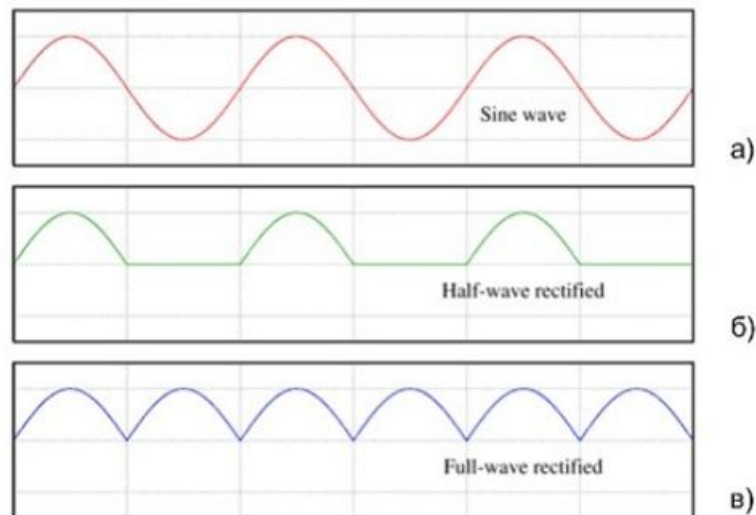 Sine wave
а)
Half-wave rectified
б)
Full-wave rectified
в)